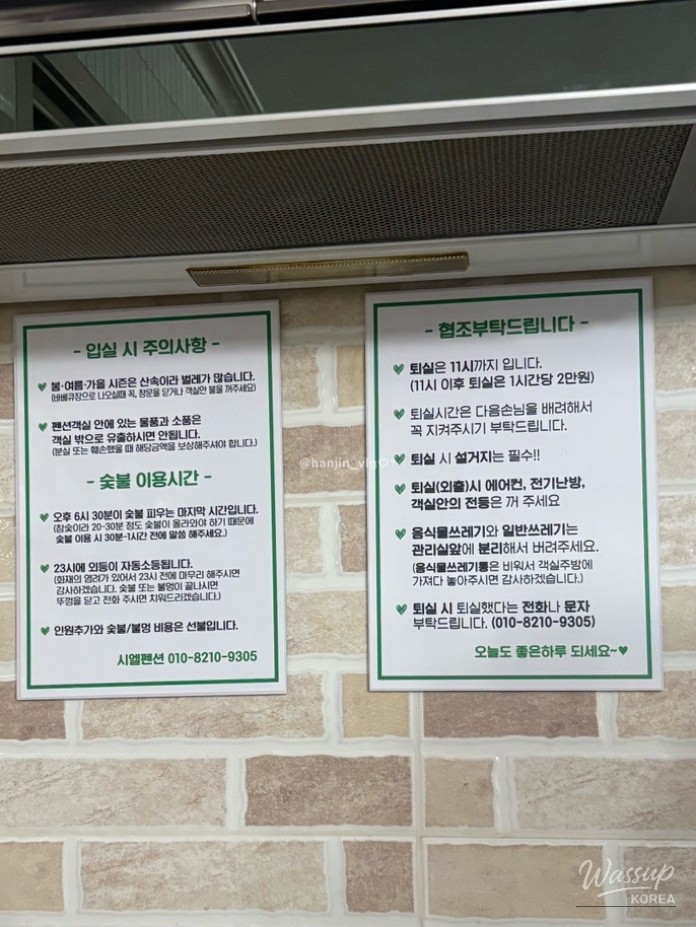 - 입실 시 주의사항 -
봄·여름·가을 시즌은 산속이라 벌레가 많습니다.
(바베큐장으로 나오실때 꼭, 창문을 닫거나 객실안 불을 꺼주세요)
펜션객실 안에 있는 물품과 소품은
객실 밖으로 유출하시면 안됩니다.
(분실 또는 훼손했을 때 해당금액을 보상해주셔야 합니다.)
- 숯불 이용시간 -
오후 6시 30분이 숯불 피우는 마지막 시간입니다.
(참숯이라 20-30분 정도 숯불이 올라와야 하기 때문에
숯불 이용 시 30분-1시간 전에 말씀 해주세요.)
23시에 외등이 자동소등됩니다.
(화재의 염려가 있어서 23시 전에 마무리 해주시면
감사하겠습니다. 숯불 또는 불멍이 끝나시면
뚜껑을 닫고 전화 주시면 치워드리겠습니다.)
인원추가와 숯불/불멍 비용은 선불입니다.
시엘펜션 010-8210-9305
- 협조부탁드립니다 -
퇴실은 11시까지 입니다.
(11시 이후 퇴실은 1시간당 2만원)
퇴실시간은 다음손님을 배려해서
꼭 지켜주시기 부탁드립니다.
퇴실 시 설거지는 필수!!
퇴실(외출)시 에어컨, 전기난방,
객실안의 전등은 꺼 주세요
음식물쓰레기와 일반쓰레기는
관리실앞에 분리해서 버려주세요.
(음식물쓰레기통은 비워서 객실주방에
가져다 놓아주시면 감사하겠습니다.)
퇴실 시 퇴실했다는 전화나 문자
부탁드립니다. (010-8210-9305)
오늘도 좋은하루 되세요~♥
Wassup
KOREA